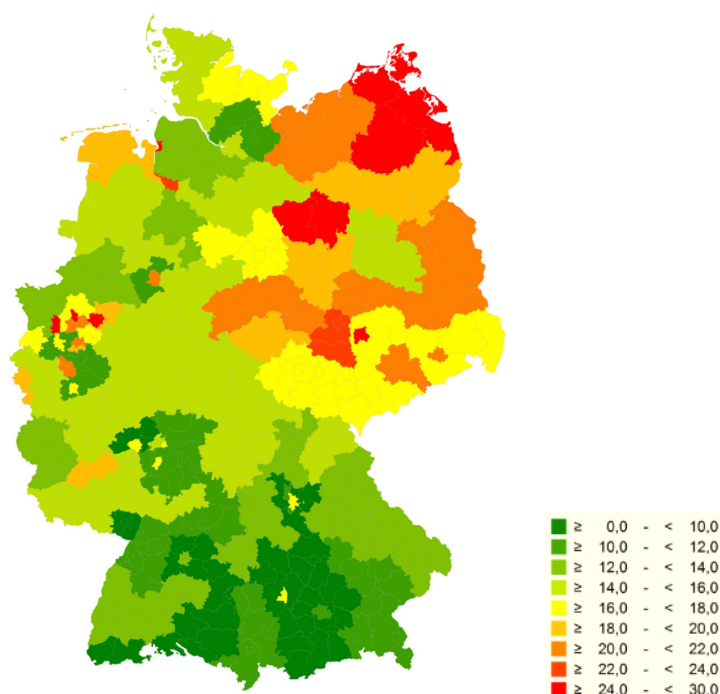 ≥ 0,0 - < 10,0
≥ 10,0 - < 12,0
≥ 12,0 - < 14,0
≥ 14,0 - < 16,0
≥ 16,0 - < 18,0
≥ 18,0 - < 20,0
≥ 20,0 - < 22,0
≥ 22,0 - < 24,0
≥ 24,0 - < 30,0